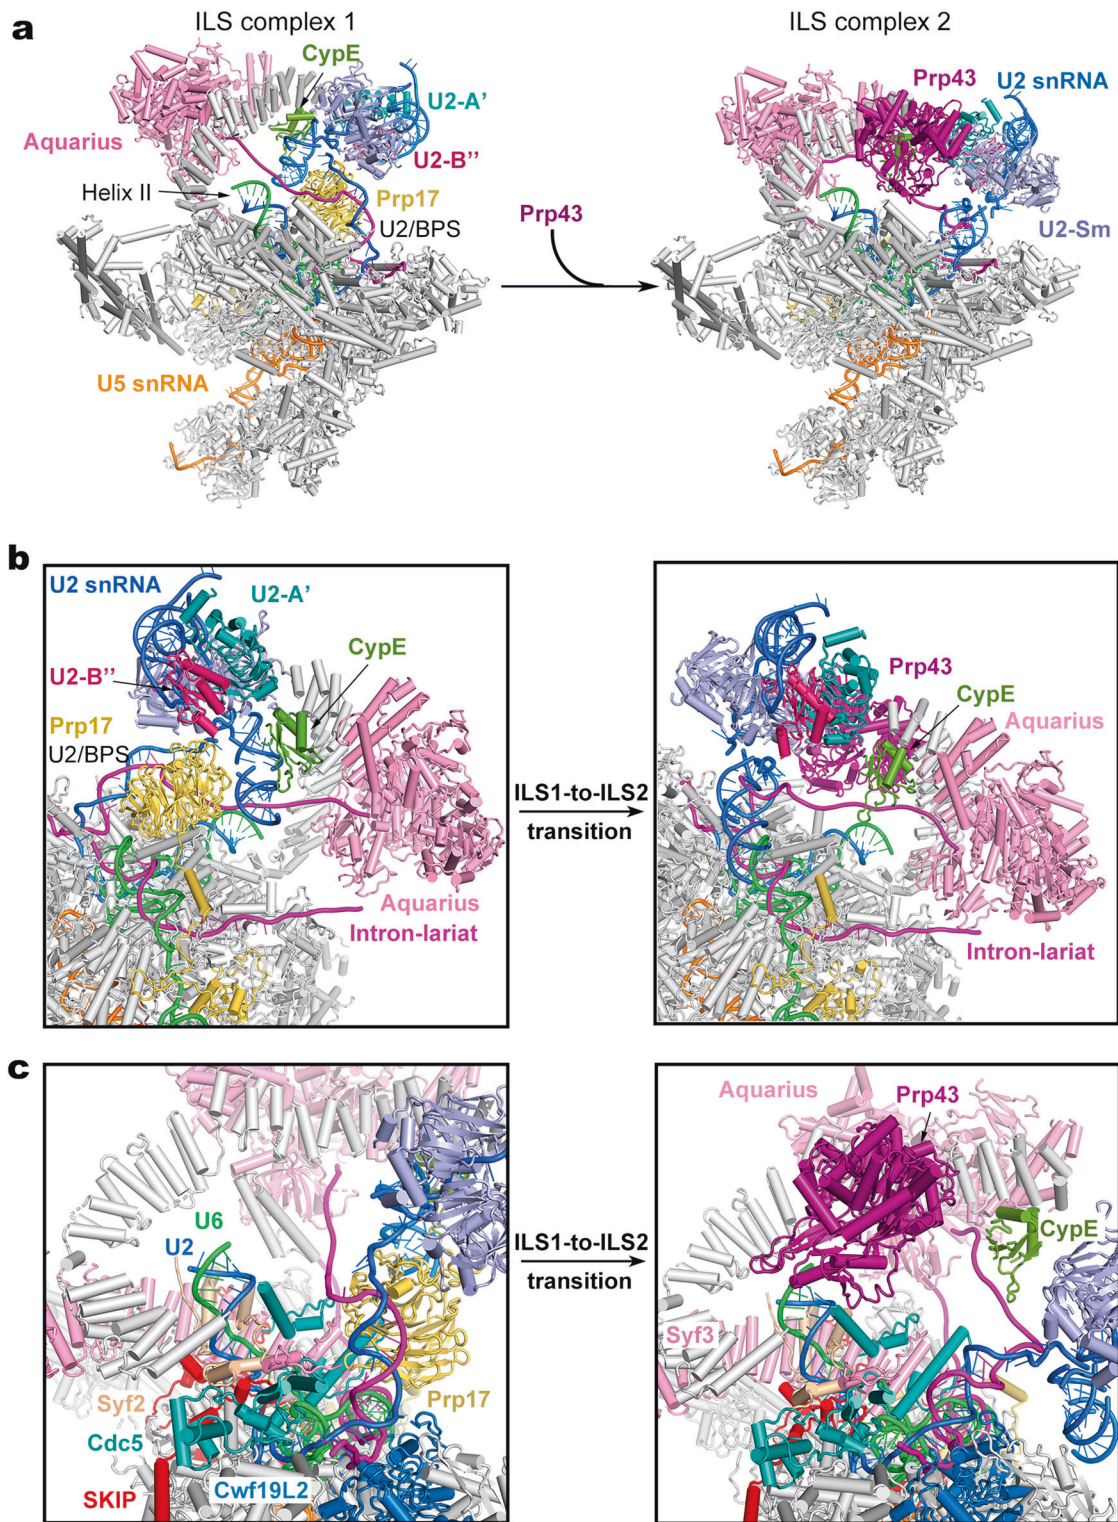 a
ILS complex 1
ILS complex 2
CypE
U2-A’
Aquarius
U2-B’’
Helix II
Prp17
U2/BPS
U5 snRNA
Prp43
Prp43
U2 snRNA
U2-Sm
b
U2 snRNA
U2-A’
U2-B’’
CypE
Prp17
U2/BPS
Aquarius
Intron-lariat
ILS1-to-ILS2
transition
Prp43
CypE
Aquarius
Intron-lariat
c
U6
U2
Syf2
Cdc5
SKIP
Cwf19L2
Prp17
ILS1-to-ILS2
transition
Aquarius
Prp43
CypE
Syf3